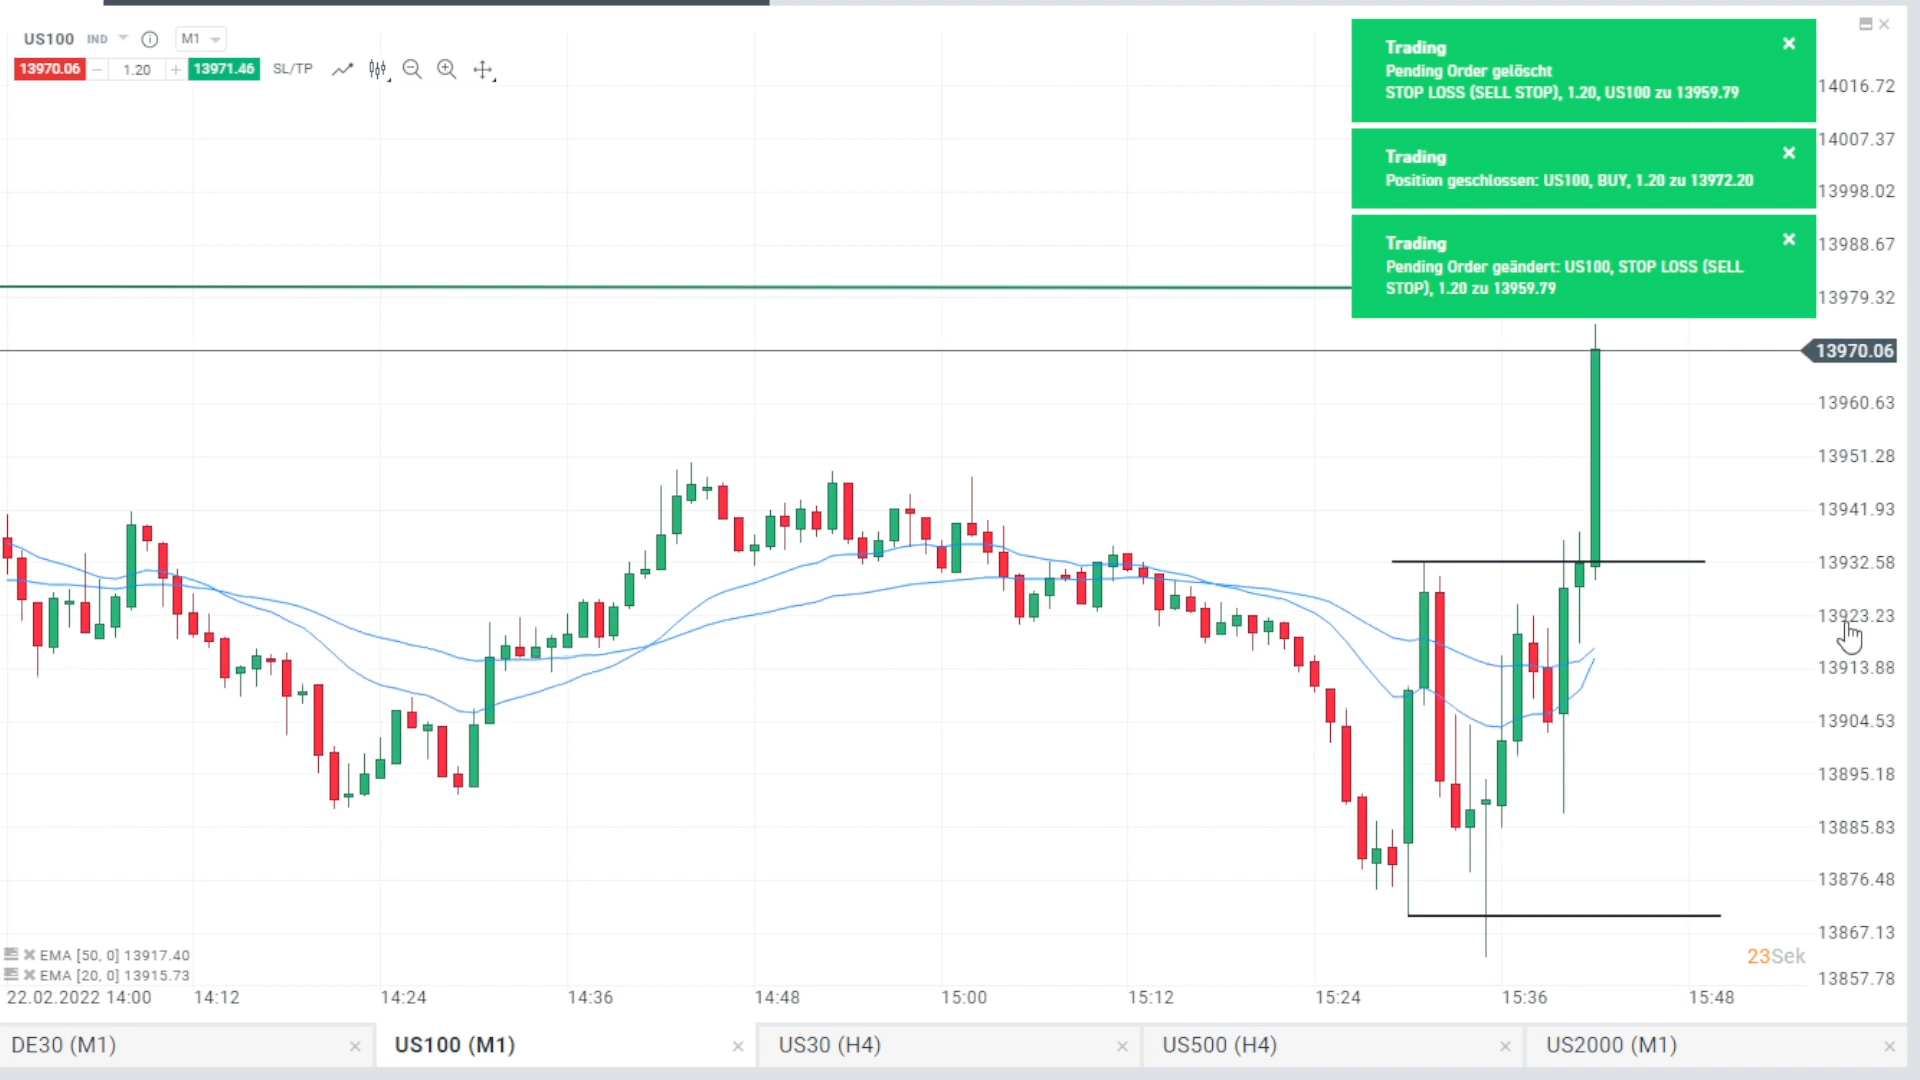 US100 IND M1
13970.06 − 1.20 + 13971.46 SL/TP
Trading
Pending Order gelöscht
STOP LOSS (SELL STOP), 1.20, US100 zu 13959.79
Trading
Position geschlossen: US100, BUY, 1.20 zu 13972.20
Trading
Pending Order geändert: US100, STOP LOSS (SELL
STOP), 1.20 zu 13959.79
14016.72
14007.37
13998.02
13988.67
13979.32
13970.06
13960.63
13951.28
13941.93
13932.58
13923.23
13913.88
13904.53
13895.18
13885.83
13876.48
13867.13
13857.78
23Sek
EMA [50, 0] 13917.40
EMA [20, 0] 13915.73
22.02.2022 14:00 14:12 14:24 14:36 14:48 15:00 15:12 15:24 15:36 15:48
DE30 (M1) US100 (M1) US30 (H4) US500 (H4) US2000 (M1)